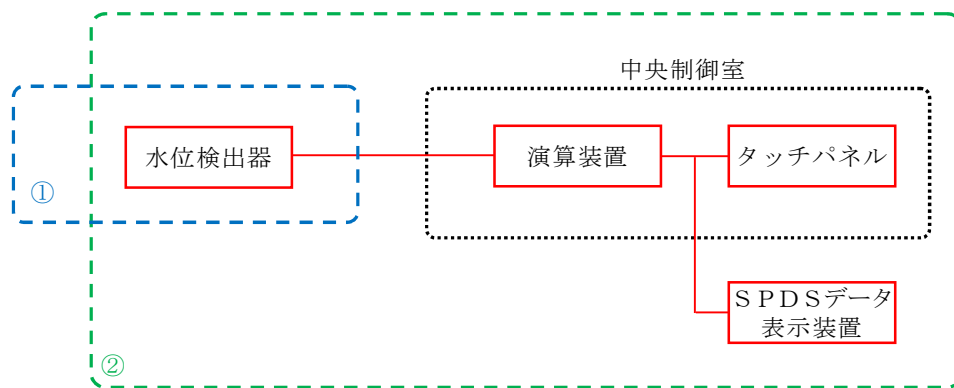 中央制御室
水位検出器
演算装置
タッチパネル
①
ＳＰＤＳデータ
表示装置
②